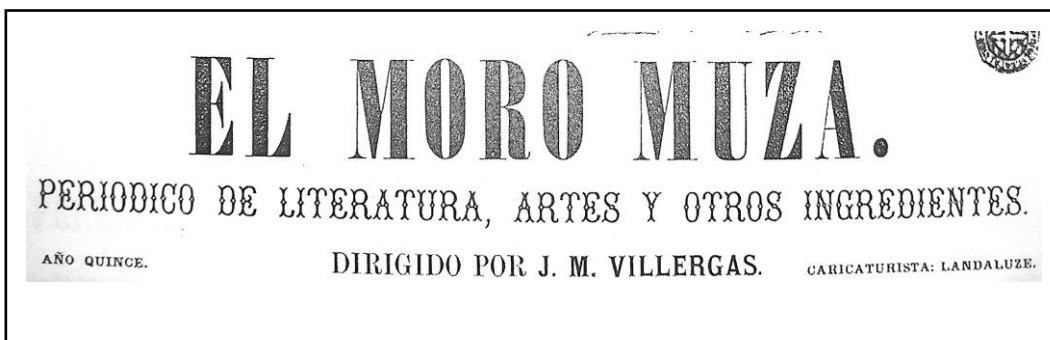 EL MORO MUZA.
PERIODICO DE LITERATURA, ARTES Y OTROS INGREDIENTES.
AÑO QUINCE. DIRIGIDO POR J. M. VILLERGAS. CARICATURISTA: LANDALUZE.